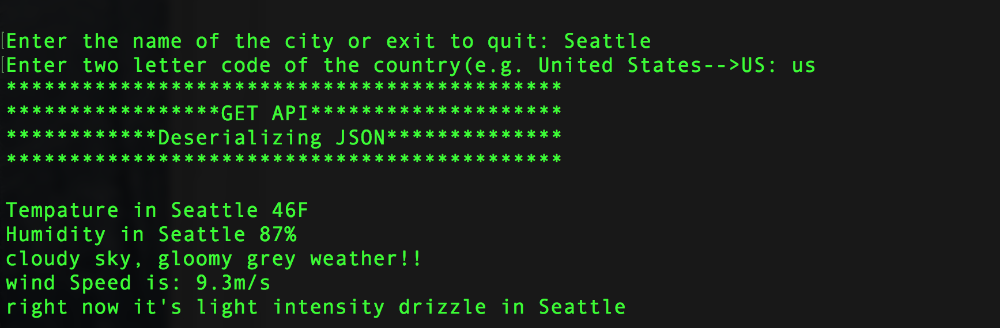 Enter the name of the city or exit to quit: Seattle
Enter two letter code of the country(e.g. United States-->US: us
********************************************
*****************GET API********************
************Deserializing JSON**************
********************************************
Tempature in Seattle 46F
Humidity in Seattle 87%
cloudy sky, gloomy grey weather!!
wind Speed is: 9.3m/s
right now it's light intensity drizzle in Seattle